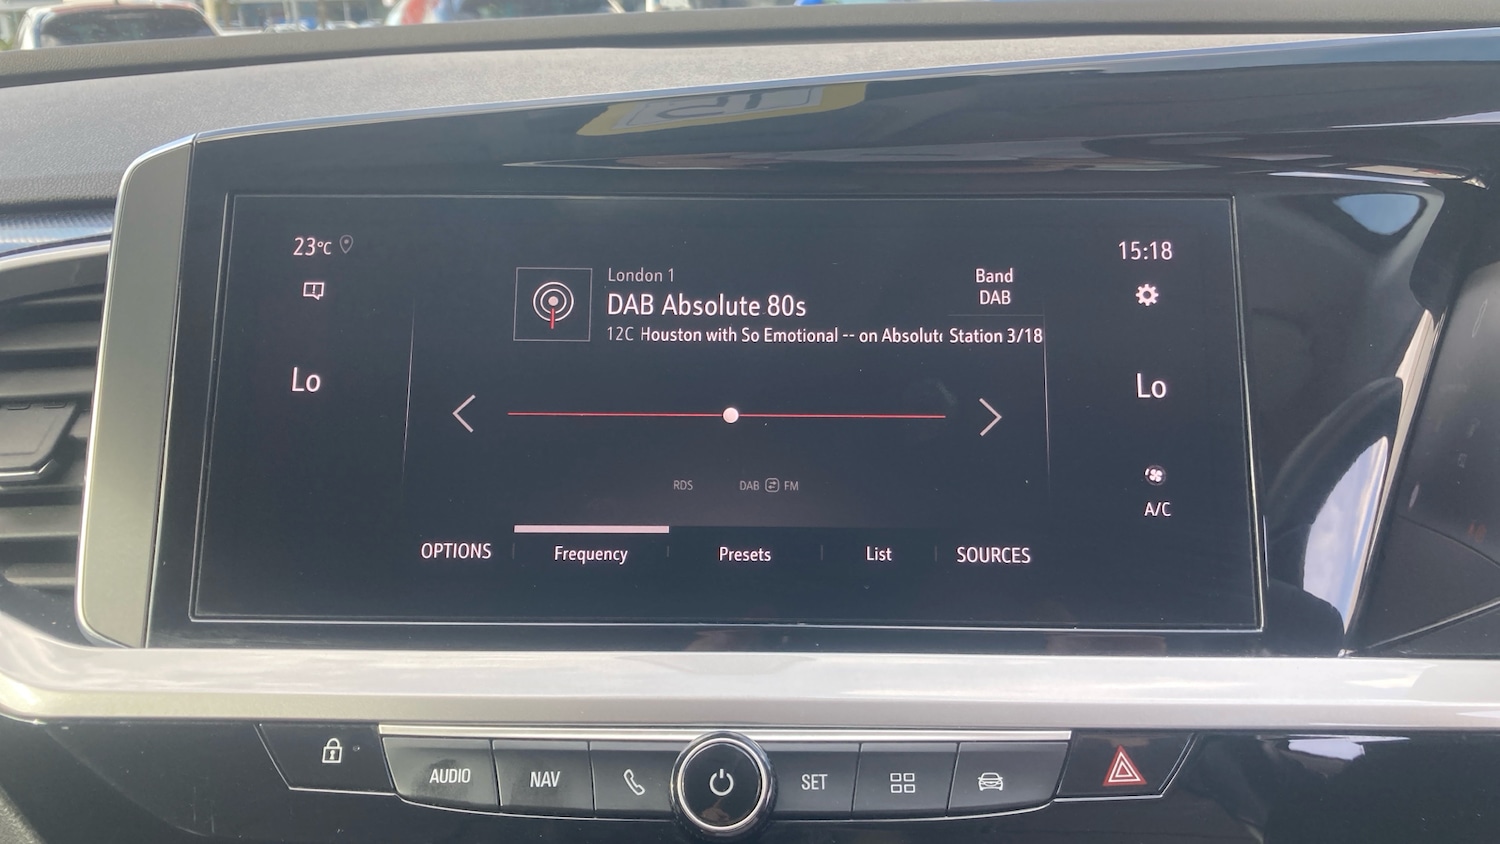 23°C
15:18
London 1
DAB Absolute 80s
12C Houston with So Emotional -- on Absolute
Band
DAB
Station 3/18
Lo
Lo
RDS
DAB FM
A/C
OPTIONS
Frequency
Presets
List
SOURCES
AUDIO
NAV
SET